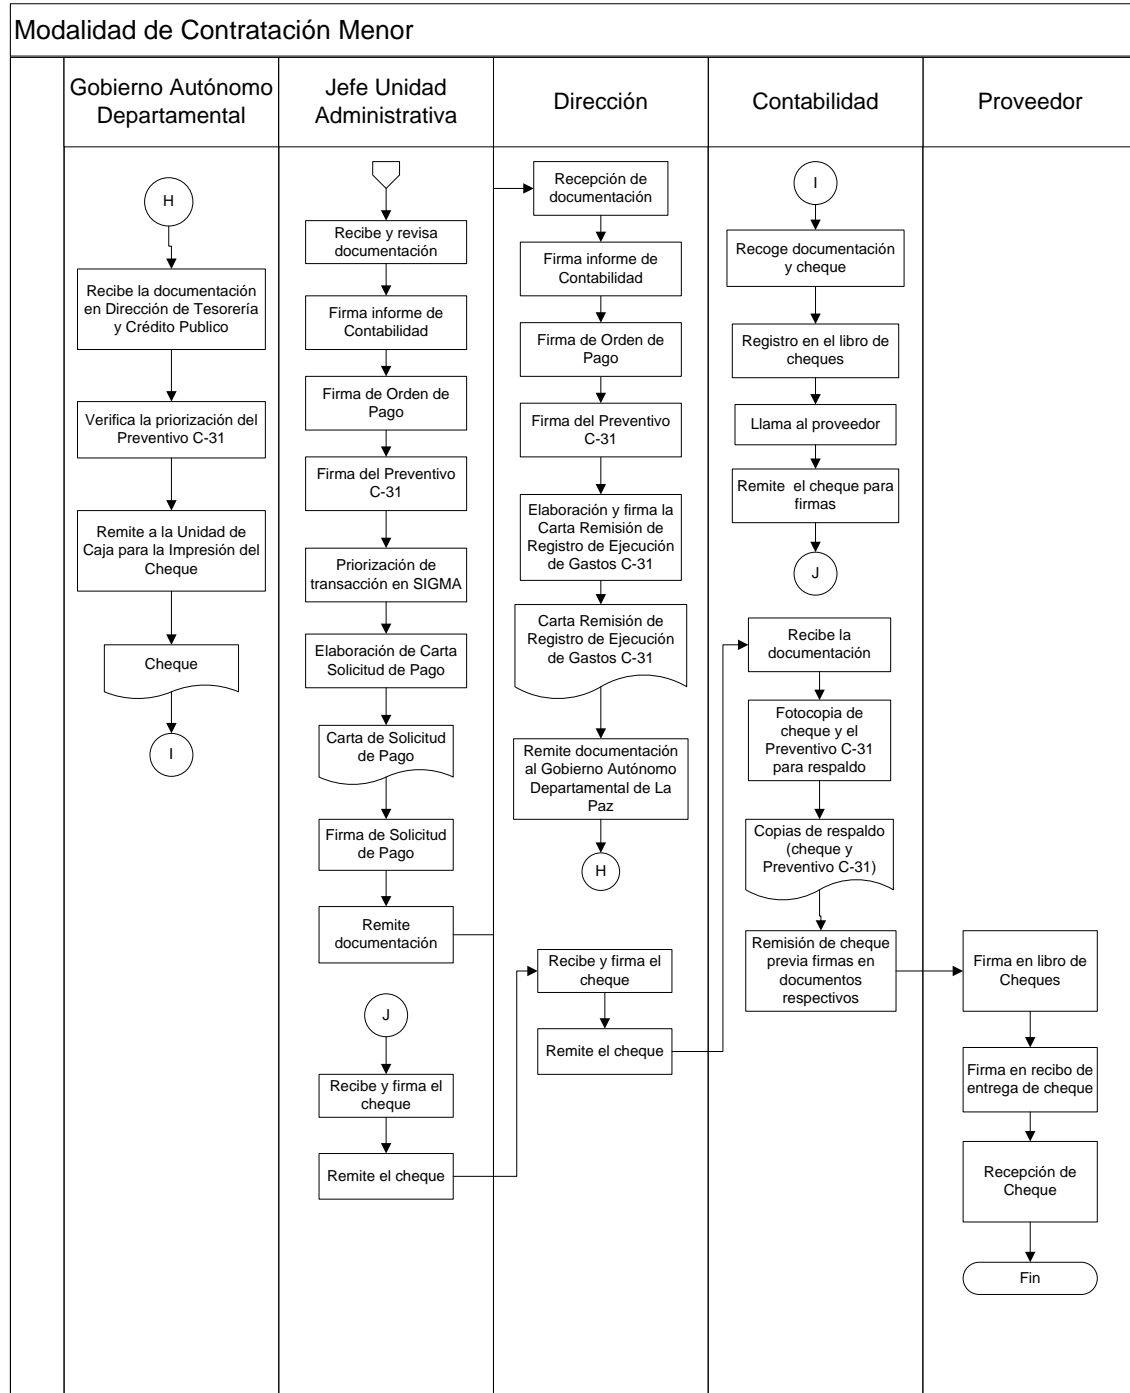 Modalidad de Contratación Menor
Gobierno Autónomo
Departamental
Jefe Unidad
Administrativa
Dirección
Contabilidad
Proveedor
H
Recibe la documentación
en Dirección de Tesorería
y Crédito Publico
Verifica la priorización del
Preventivo C-31
Remite a la Unidad de
Caja para la Impresión del
Cheque
Cheque
I
Recibe y revisa
documentación
Firma informe de
Contabilidad
Firma de Orden de
Pago
Firma del Preventivo
C-31
Priorización de
transacción en SIGMA
Elaboración de Carta
Solicitud de Pago
Carta de Solicitud
de Pago
Firma de Solicitud
de Pago
Remite
documentación
J
Recibe y firma el
cheque
Remite el cheque
Recepción de
documentación
Firma informe de
Contabilidad
Firma de Orden de
Pago
Firma del Preventivo
C-31
Elaboración y firma la
Carta Remisión de
Registro de Ejecución
de Gastos C-31
Carta Remisión de
Registro de Ejecución
de Gastos C-31
Remite documentación
al Gobierno Autónomo
Departamental de La
Paz
H
Recibe y firma el
cheque
Remite el cheque
I
Recoge documentación
y cheque
Registro en el libro de
cheques
Llama al proveedor
Remite el cheque para
firmas
J
Recibe la
documentación
Fotocopia de
cheque y el
Preventivo C-31
para respaldo
Copias de respaldo
(cheque y
Preventivo C-31)
Remisión de cheque
previa firmas en
documentos
respectivos
Firma en libro de
Cheques
Firma en recibo de
entrega de cheque
Recepción de
Cheque
Fin